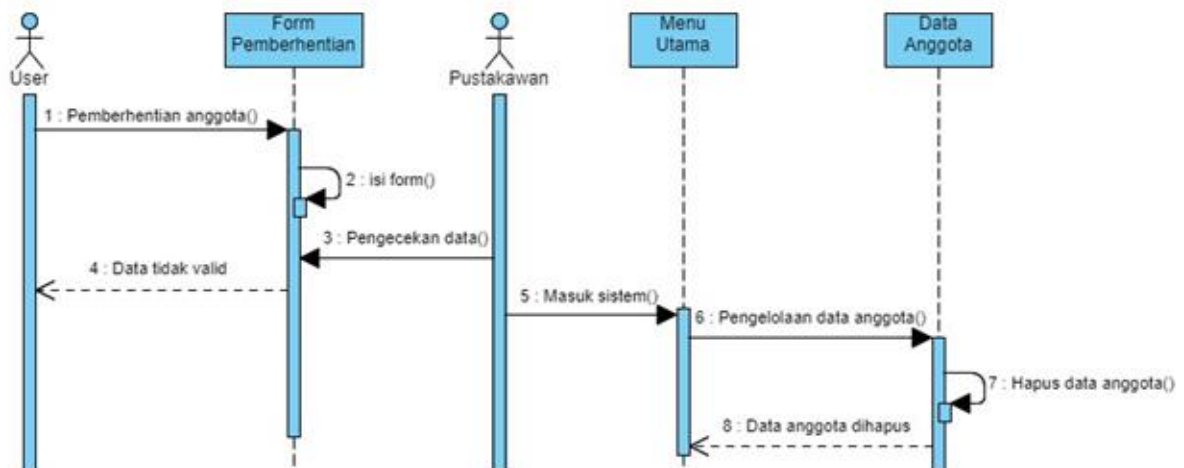 Form
Pemberhentian
Menu
Utama
Data
Anggota
User
Pustakawan
1 : Pemberhentian anggota()
2 : isi form()
3 : Pengecekan data()
4 : Data tidak valid
5 : Masuk sistem()
6 : Pengelolaan data anggota()
7 : Hapus data anggota()
8 : Data anggota dihapus